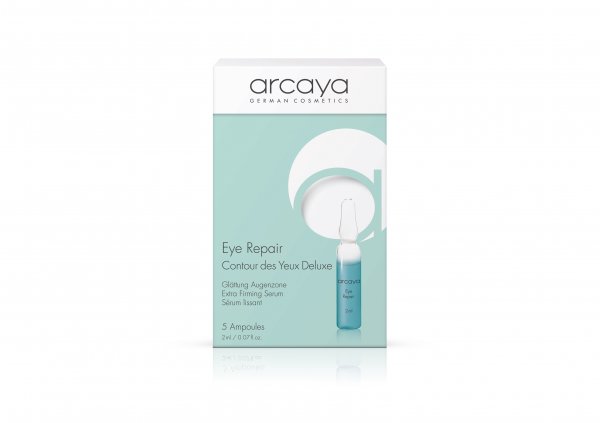 arcaya
GERMAN COSMETICS
Eye Repair
Contour des Yeux Deluxe
Glättung Augenzone
Extra Firming Serum
Sérum lissant
5 Ampoules
2ml / 0.07fl.oz.
Eye
Repair
2ml